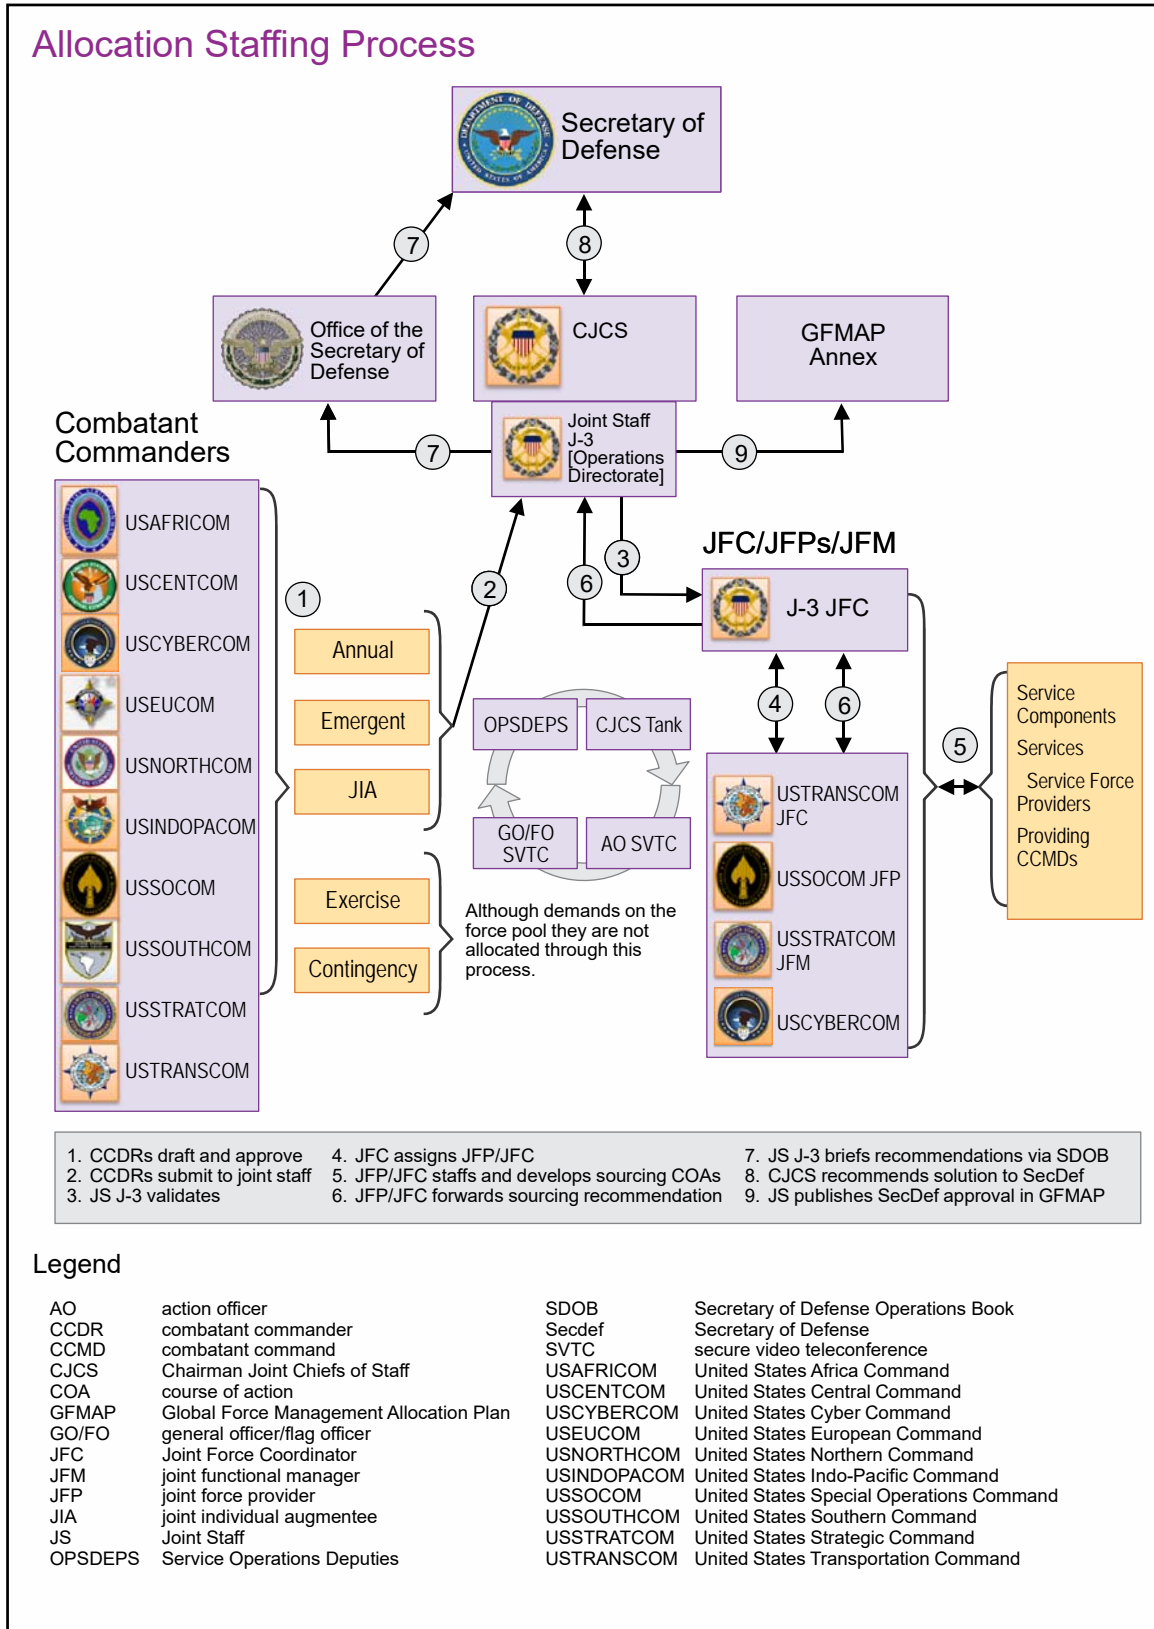 Allocation Staffing Process
Secretary of
Defense
DEPARTMENT OF DEFENSE
UNITED STATES OF AMERICA
7
8
Office of the
Secretary of
Defense
CJCS
GFMAP
Annex
Joint Staff
J-3
[Operations
Directorate]
7
9
Combatant
Commanders
USAFRICOM
USCENTCOM
USCYBERCOM
USEUCOM
USNORTHCOM
USINDOPACOM
USSOCOM
USSOUTHCOM
USSTRATCOM
USTRANSCOM
1
2
6
3
Annual
Emergent
JIA
Exercise
Contingency
OPSDEPS
CJCS Tank
GO/FO
SVTC
AO SVTC
Although demands on the
force pool they are not
allocated through this
process.
JFC/JFPs/JFM
J-3 JFC
4
6
USTRANSCOM
JFC
USSOCOM JFP
USSTRATCOM
JFM
USCYBERCOM
5
Service
Components
Services
Service Force
Providers
Providing
CCMDs
1. CCDRs draft and approve
2. CCDRs submit to joint staff
3. JS J-3 validates
4. JFC assigns JFP/JFC
5. JFP/JFC staffs and develops sourcing COAs
6. JFP/JFC forwards sourcing recommendation
7. JS J-3 briefs recommendations via SDOB
8. CJCS recommends solution to SecDef
9. JS publishes SecDef approval in GFMAP
Legend
AO action officer
CCDR combatant commander
CCMD combatant command
CJCS Chairman Joint Chiefs of Staff
COA course of action
GFMAP Global Force Management Allocation Plan
GO/FO general officer/flag officer
JFC Joint Force Coordinator
JFM joint functional manager
JFP joint force provider
JIA joint individual augmentee
JS Joint Staff
OPSDEPS Service Operations Deputies
SDOB Secretary of Defense Operations Book
Secdef Secretary of Defense
SVTC secure video teleconference
USAFRICOM United States Africa Command
USCENTCOM United States Central Command
USCYBERCOM United States Cyber Command
USEUCOM United States European Command
USNORTHCOM United States Northern Command
USINDOPACOM United States Indo-Pacific Command
USSOCOM United States Special Operations Command
USSOUTHCOM United States Southern Command
USSTRATCOM United States Strategic Command
USTRANSCOM United States Transportation Command